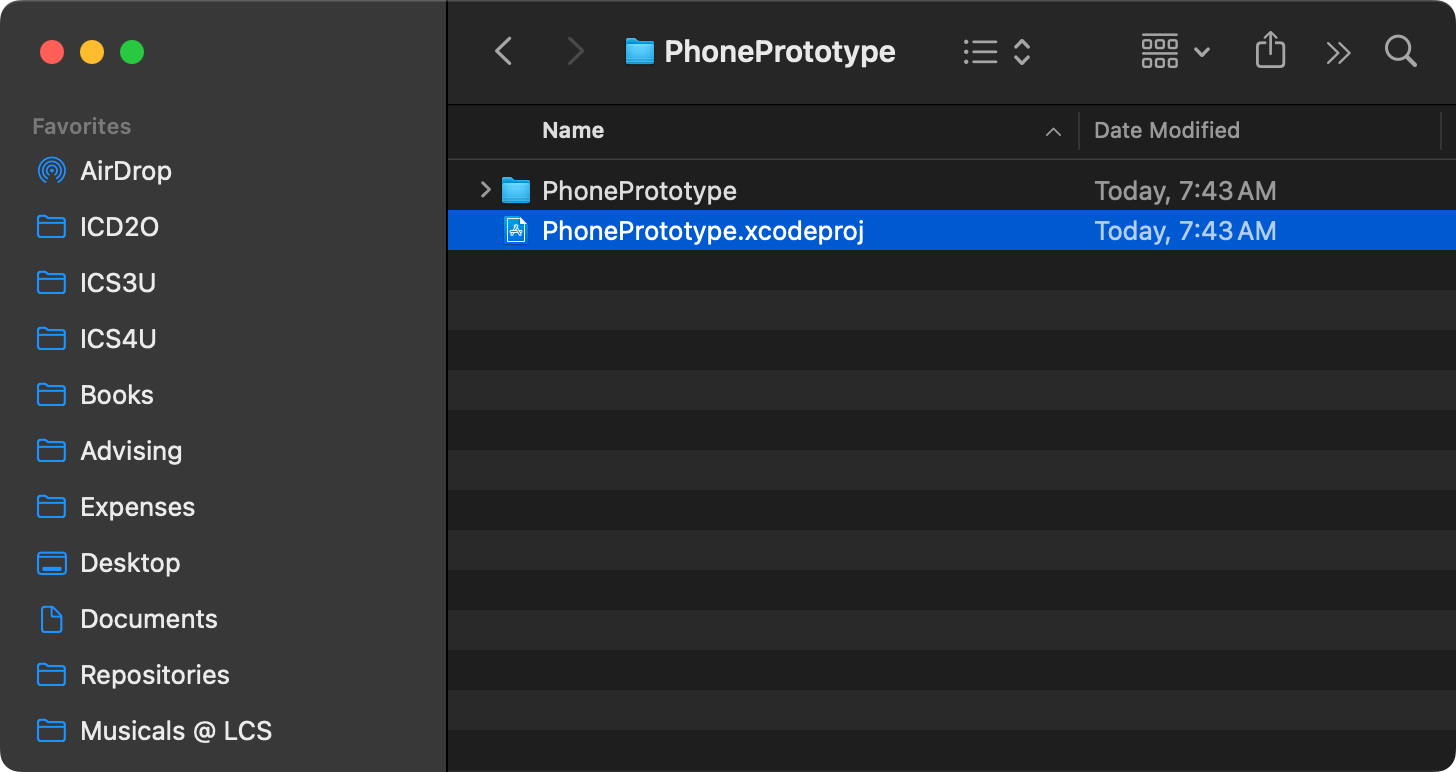 PhonePrototype
Favorites
AirDrop
ICD2O
ICS3U
ICS4U
Books
Advising
Expenses
Desktop
Documents
Repositories
Musicals @ LCS
Name Date Modified
PhonePrototype Today, 7:43 AM
PhonePrototype.xcodeproj Today, 7:43 AM